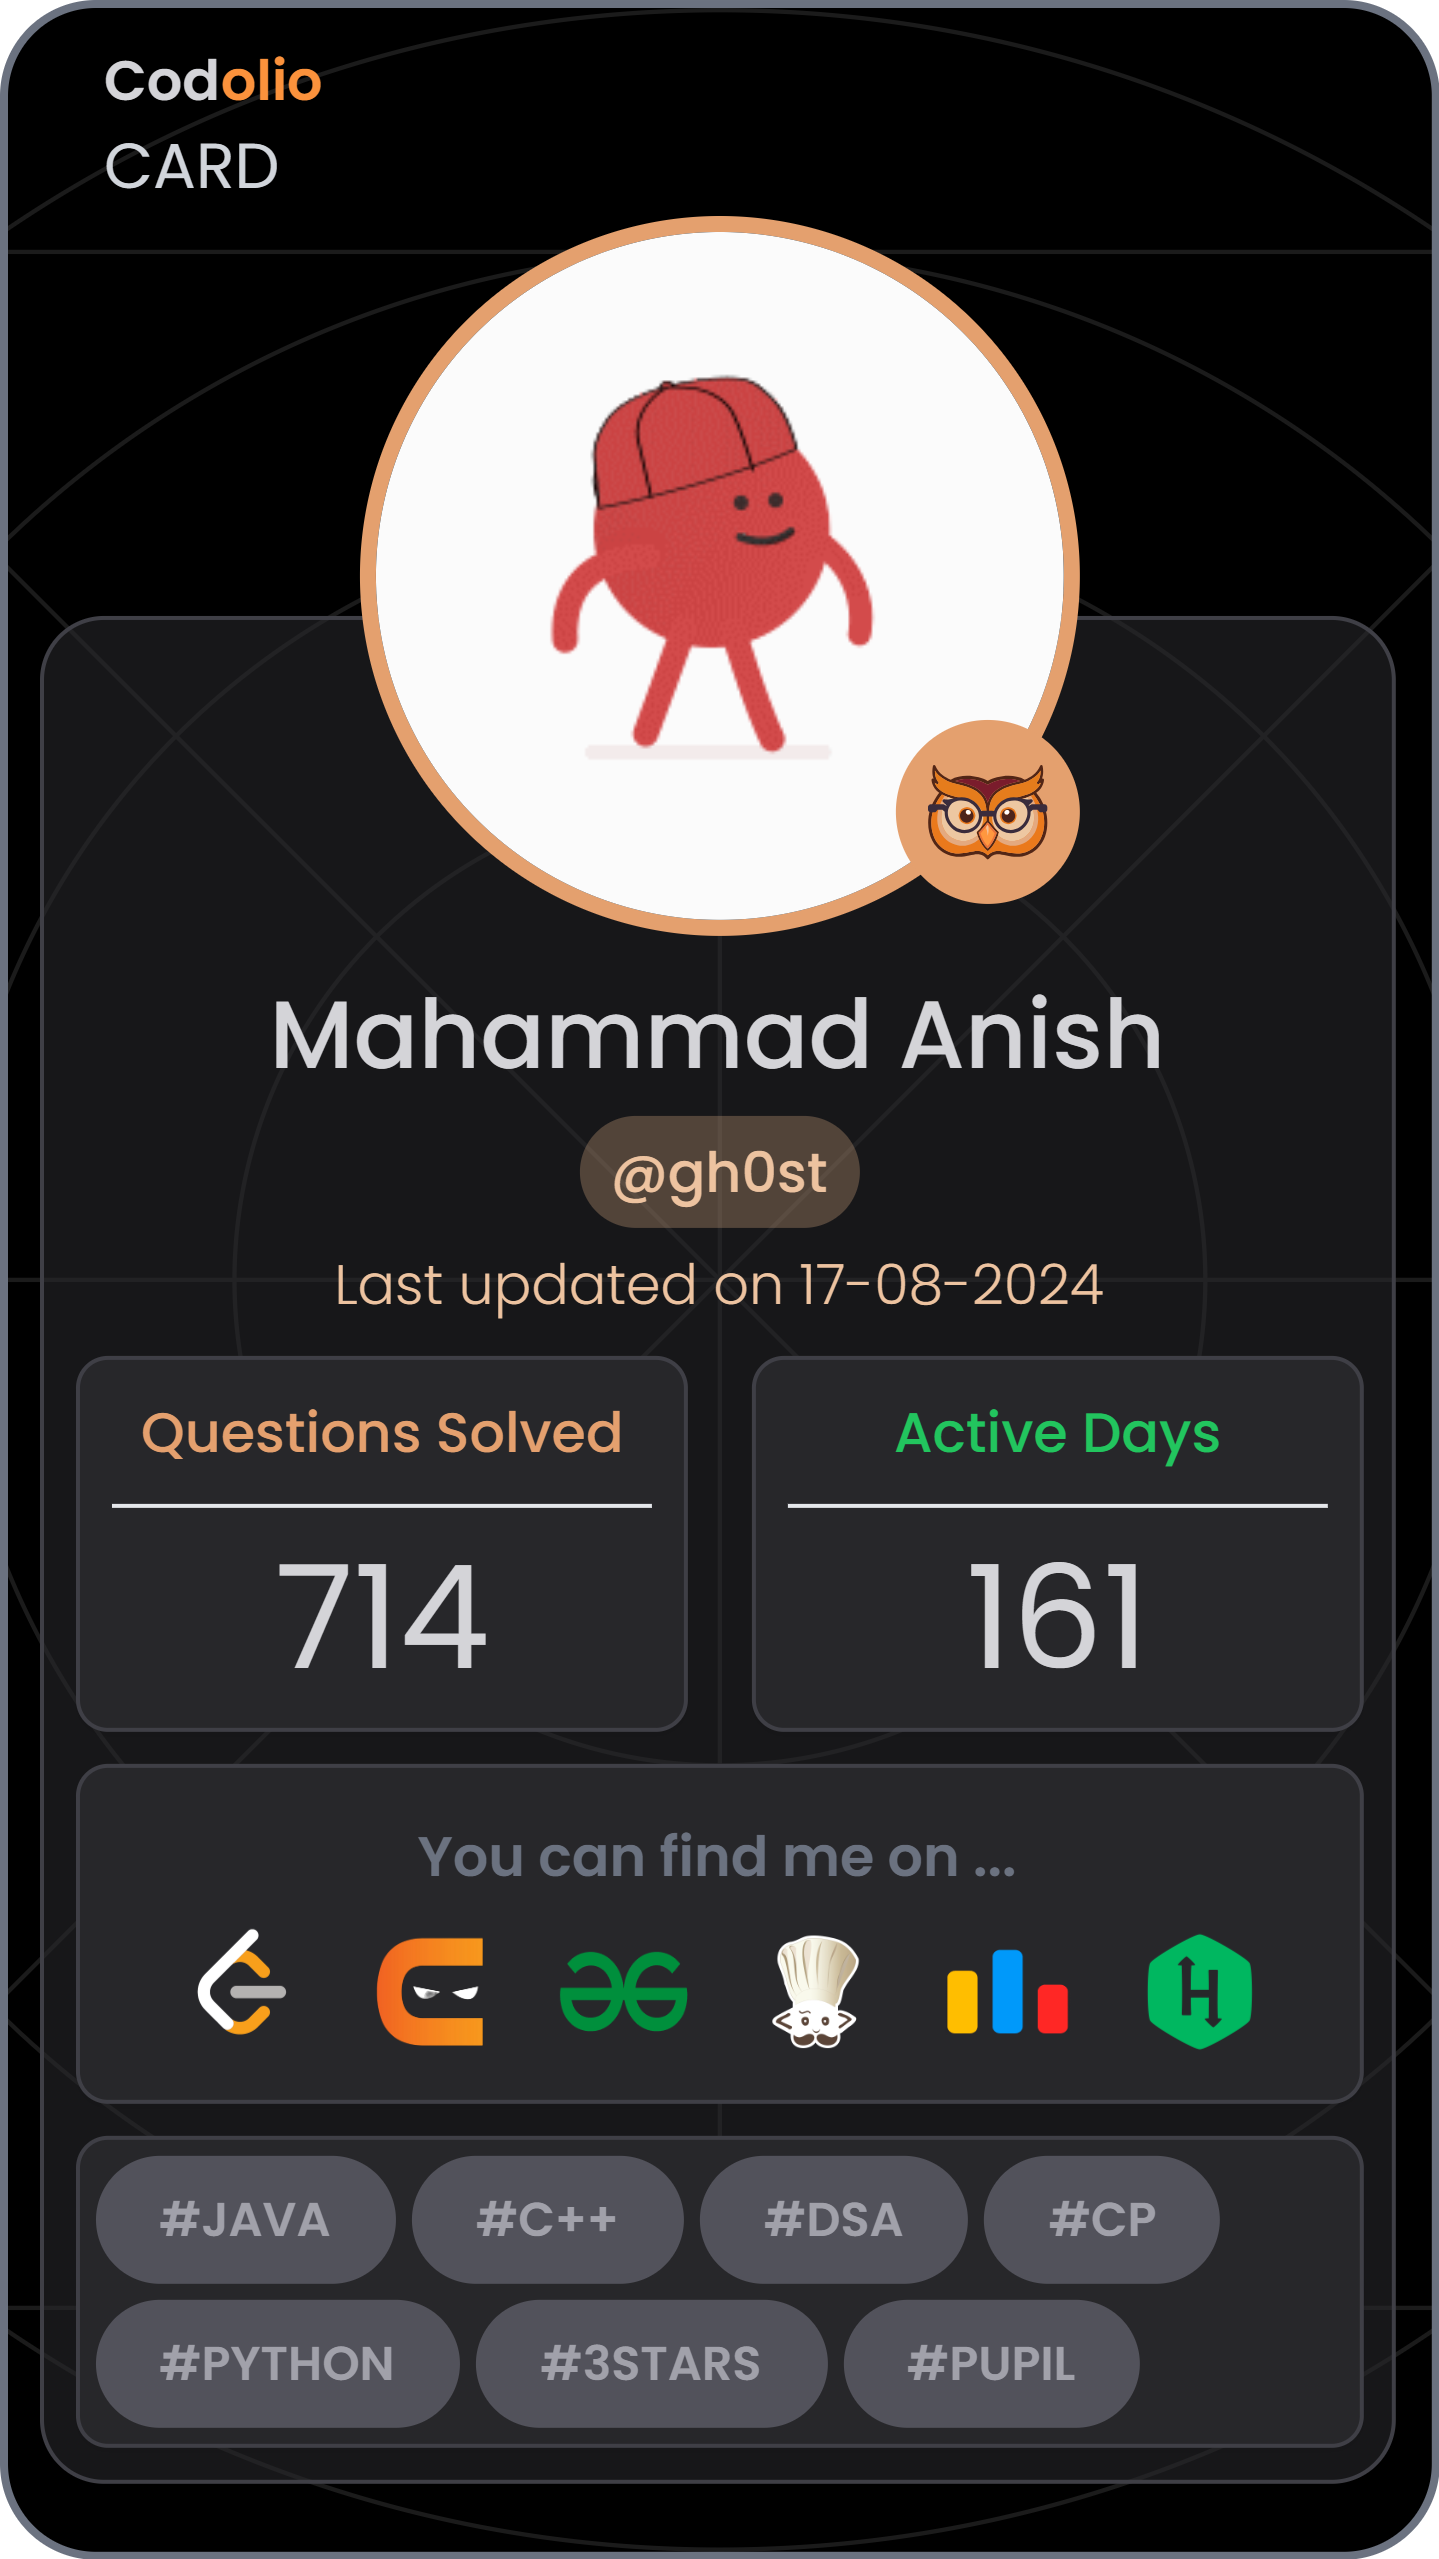 Codolio
CARD
Mahammad Anish
@gh0st
Last updated on 17-08-2024
Questions Solved
Active Days
714
161
You can find me on ...
#JAVA #C++ #DSA #CP
#PYTHON #3STARS #PUPIL